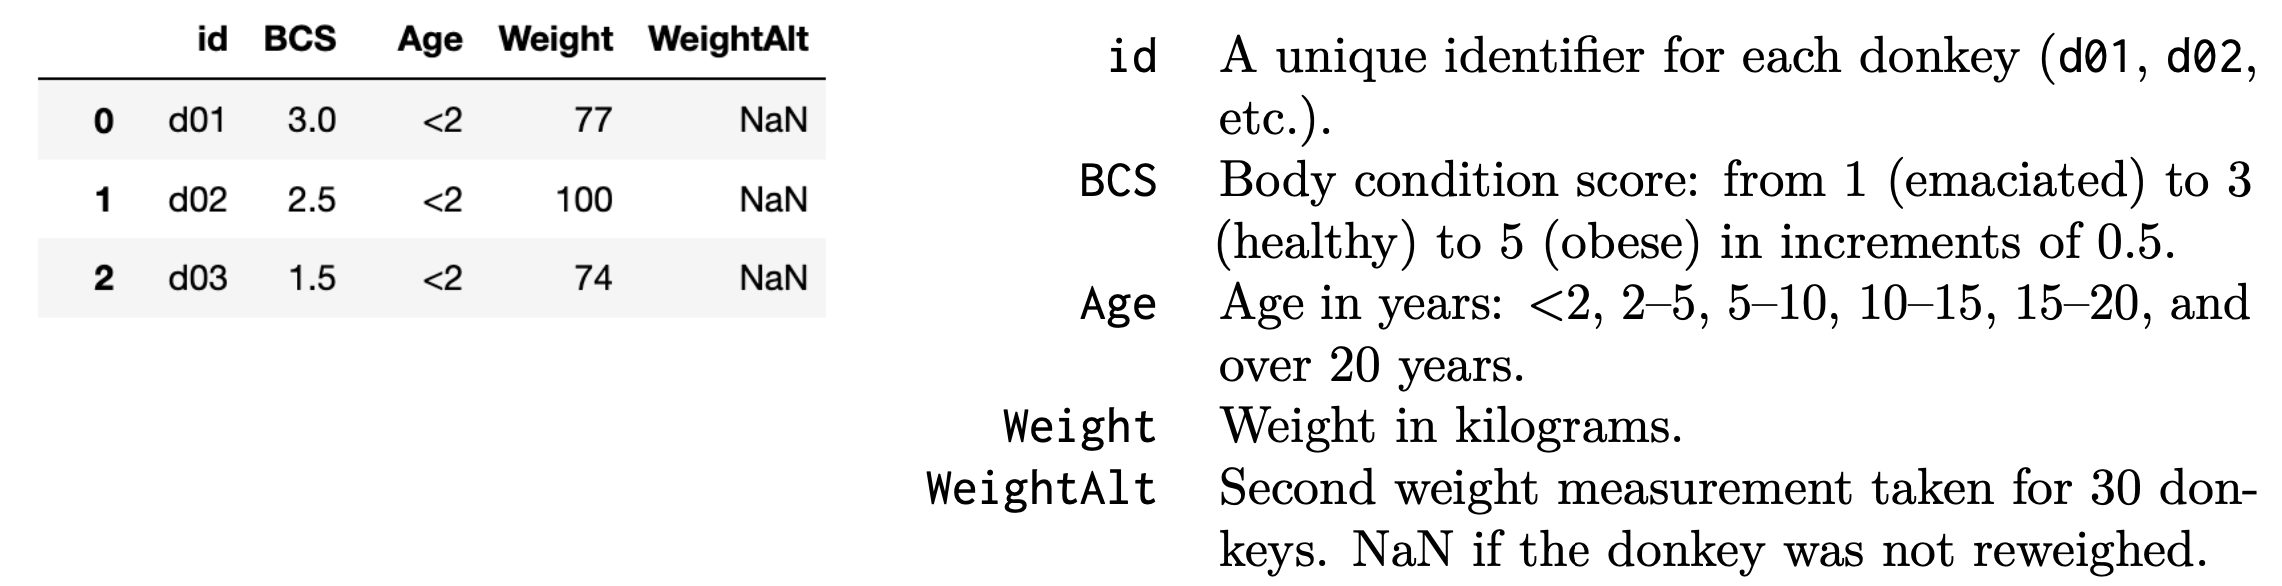 id BCS Age Weight WeightAlt
0 d01 3.0 <2 77 NaN
1 d02 2.5 <2 100 NaN
2 d03 1.5 <2 74 NaN
id A unique identifier for each donkey (d01, d02,
etc.).
BCS Body condition score: from 1 (emaciated) to 3
(healthy) to 5 (obese) in increments of 0.5.
Age Age in years: <2, 2–5, 5–10, 10–15, 15–20, and
over 20 years.
Weight Weight in kilograms.
WeightAlt Second weight measurement taken for 30 don-
keys. NaN if the donkey was not reweighed.